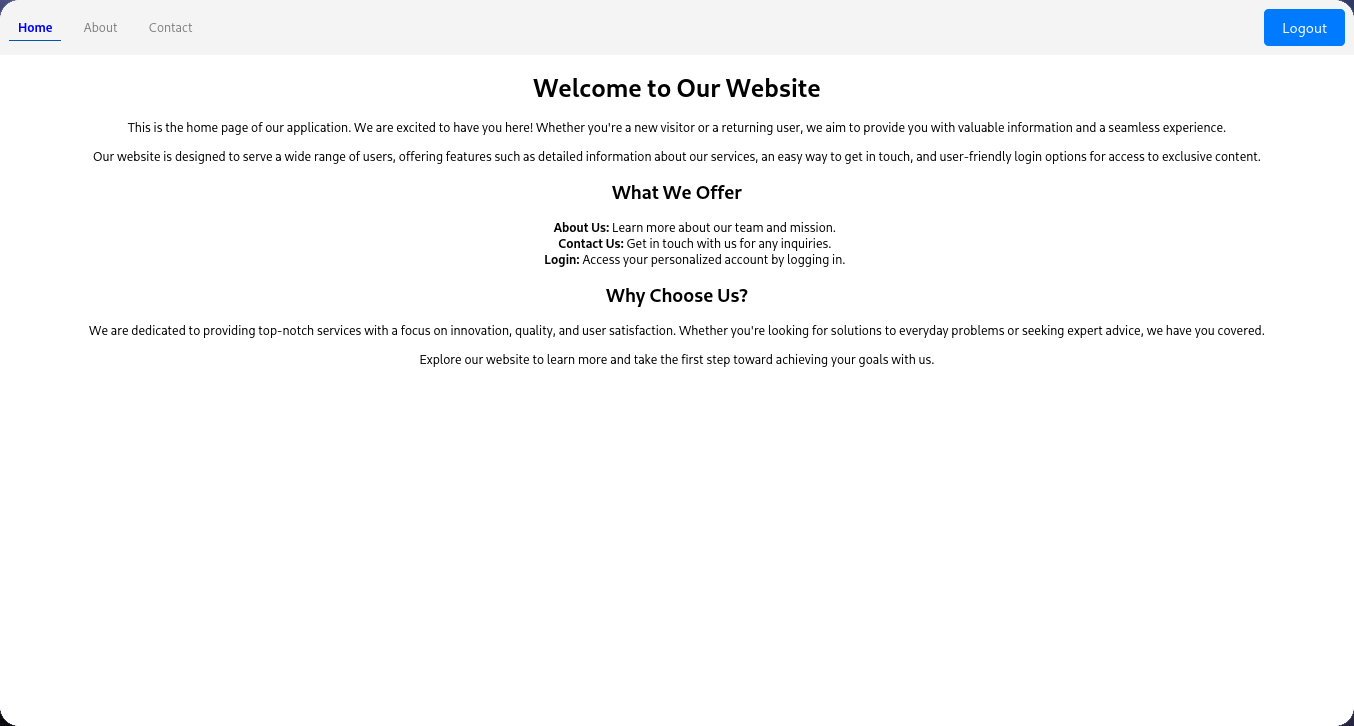 Home About Contact Logout
Welcome to Our Website
This is the home page of our application. We are excited to have you here! Whether you're a new visitor or a returning user, we aim to provide you with valuable information and a seamless experience.
Our website is designed to serve a wide range of users, offering features such as detailed information about our services, an easy way to get in touch, and user-friendly login options for access to exclusive content.
What We Offer
About Us: Learn more about our team and mission.
Contact Us: Get in touch with us for any inquiries.
Login: Access your personalized account by logging in.
Why Choose Us?
We are dedicated to providing top-notch services with a focus on innovation, quality, and user satisfaction. Whether you're looking for solutions to everyday problems or seeking expert advice, we have you covered.
Explore our website to learn more and take the first step toward achieving your goals with us.